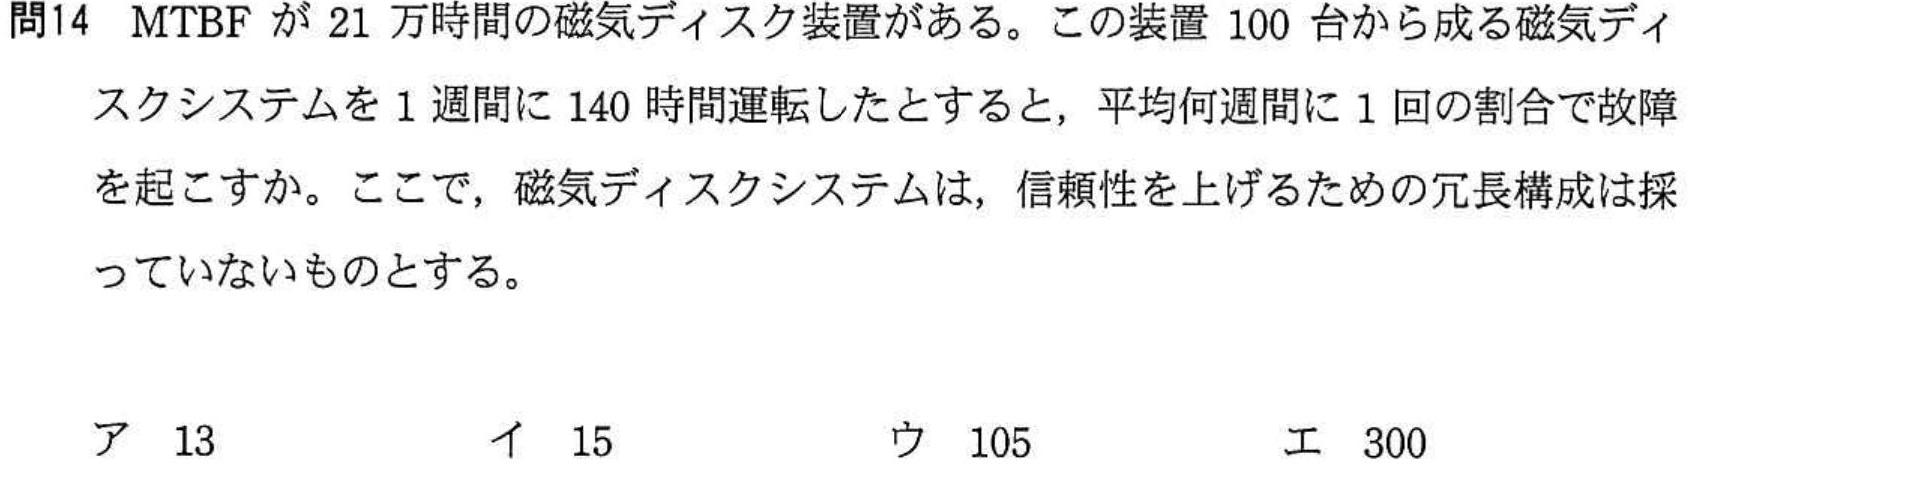 問14 MTBF が 21 万時間の磁気ディスク装置がある。この装置 100 台から成る磁気ディ
スクシステムを 1 週間に 140 時間運転したとすると，平均何週間に 1 回の割合で故障
を起こすか。ここで，磁気ディスクシステムは，信頼性を上げるための冗長構成は採
っていないものとする。
ア 13 イ 15 ウ 105 エ 300